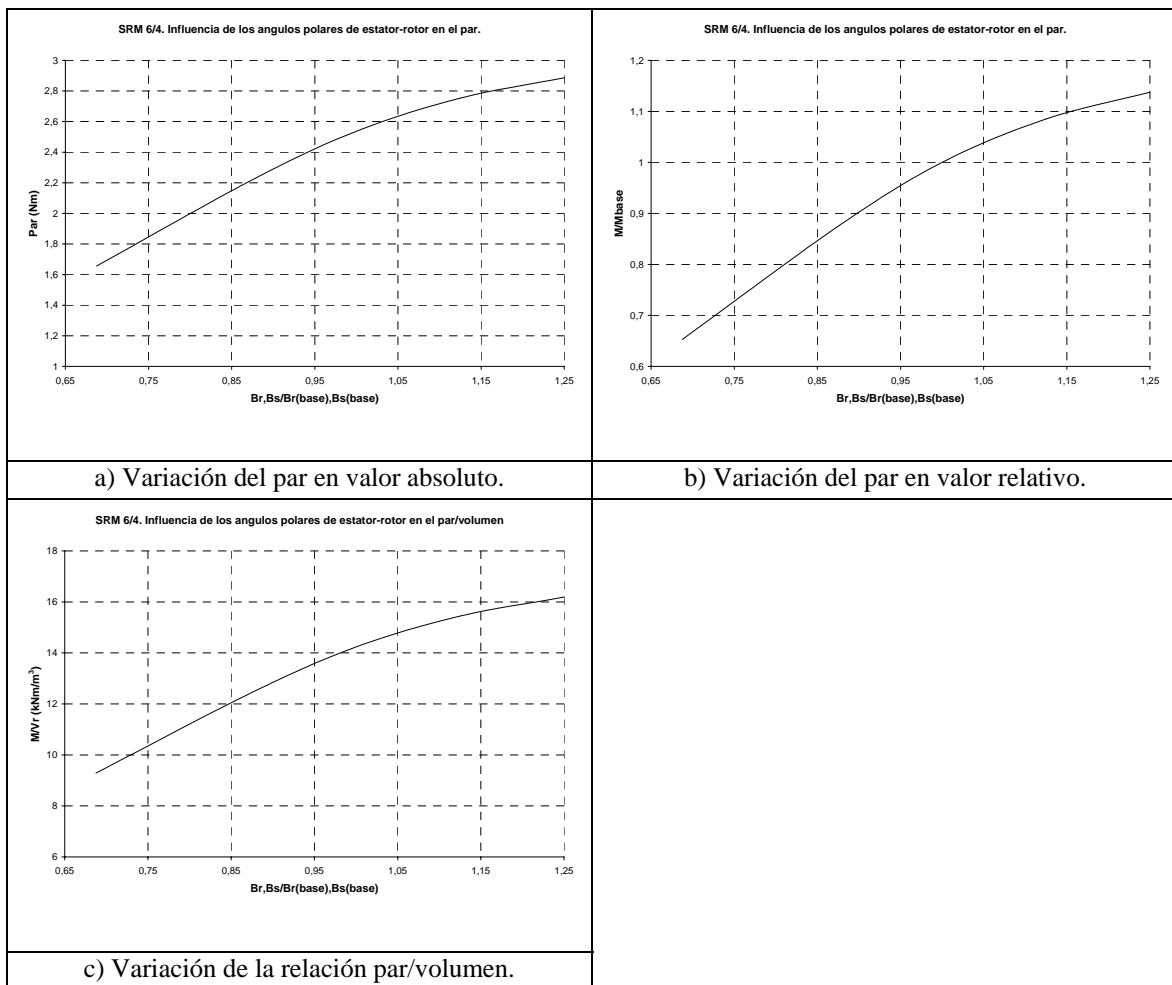 SRM 6/4. Influencia de los angulos polares de estator-rotor en el par.
3
2,8
2,6
2,4
2,2
2
1,8
1,6
1,4
1,2
1
Par (Nm)
0,65 0,75 0,85 0,95 1,05 1,15 1,25
Br,Bs/Br(base),Bs(base)
a) Variación del par en valor absoluto.
SRM 6/4. Influencia de los angulos polares de estator-rotor en el par.
1,2
1,1
1
0,9
0,8
0,7
0,6
M/Mbase
0,65 0,75 0,85 0,95 1,05 1,15 1,25
Br,Bs/Br(base),Bs(base)
b) Variación del par en valor relativo.
SRM 6/4. Influencia de los angulos polares de estator-rotor en el par/volumen
18
16
14
12
10
8
6
M/Vr (kNm/m³)
0,65 0,75 0,85 0,95 1,05 1,15 1,25
Br,Bs/Br(base),Bs(base)
c) Variación de la relación par/volumen.